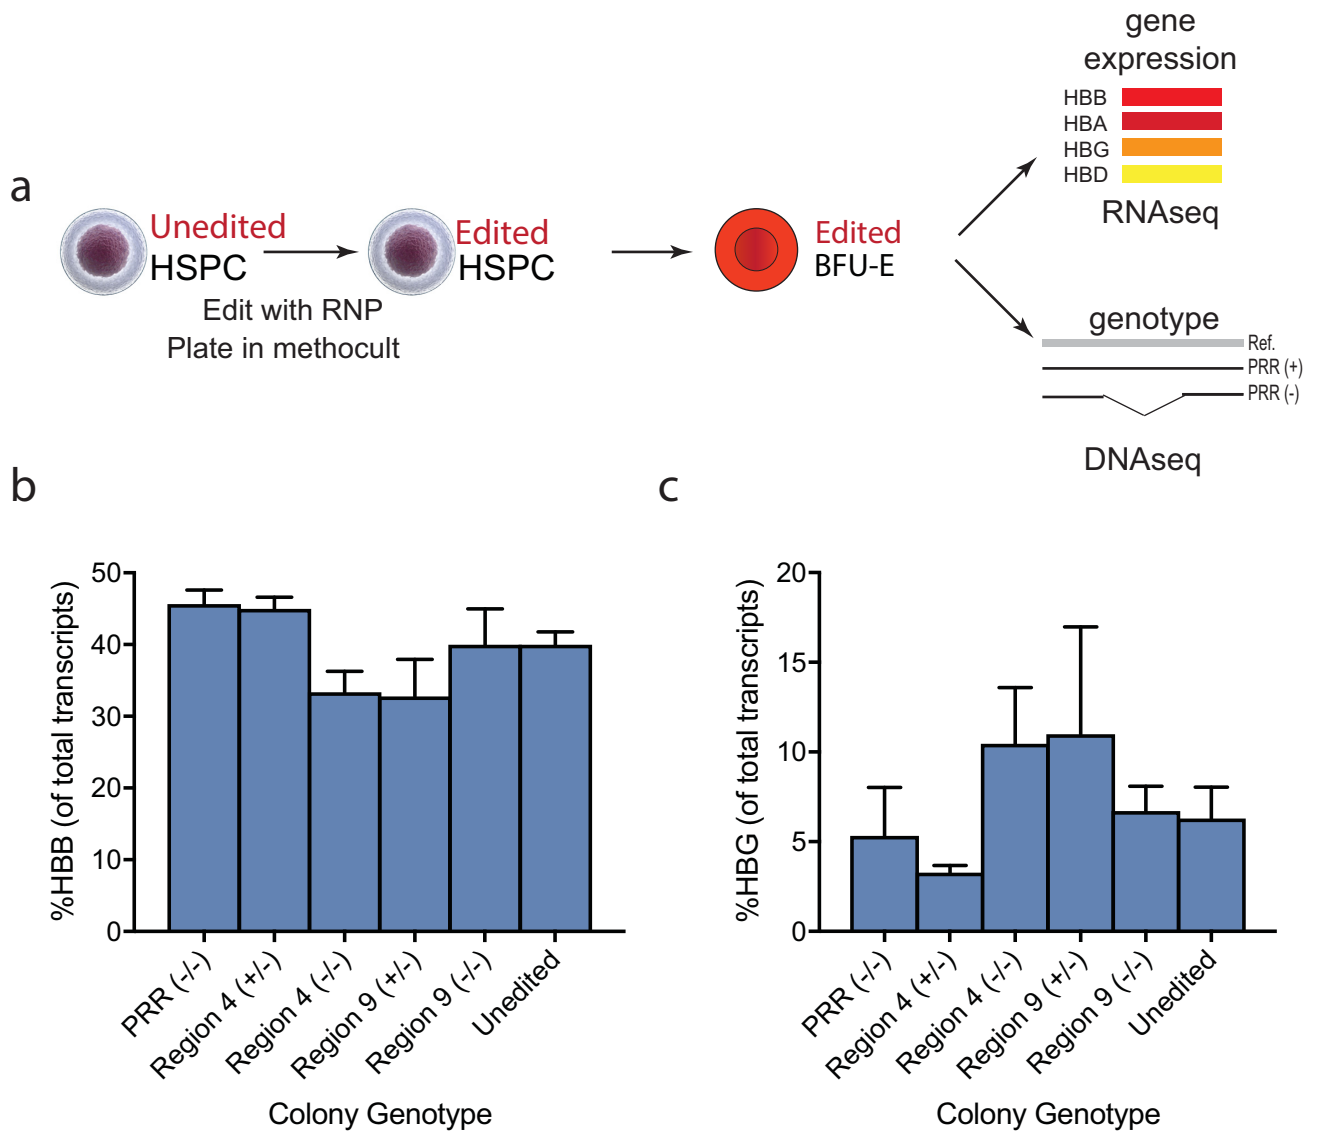 a
Unedited
HSPC
Edit with RNP
Plate in methocult
Edited
HSPC
Edited
BFU-E
gene
expression
HBB
HBA
HBG
HBD
RNAseq
genotype
Ref.
PRR (+)
PRR (-)
DNAseq
b
%HBB (of total transcripts)
50
40
30
20
10
0
PRR (-/-)
Region 4 (+/-)
Region 4 (-/-)
Region 9 (+/-)
Region 9 (-/-)
Unedited
Colony Genotype
c
%HBG (of total transcripts)
20
15
10
5
0
PRR (-/-)
Region 4 (+/-)
Region 4 (-/-)
Region 9 (+/-)
Region 9 (-/-)
Unedited
Colony Genotype